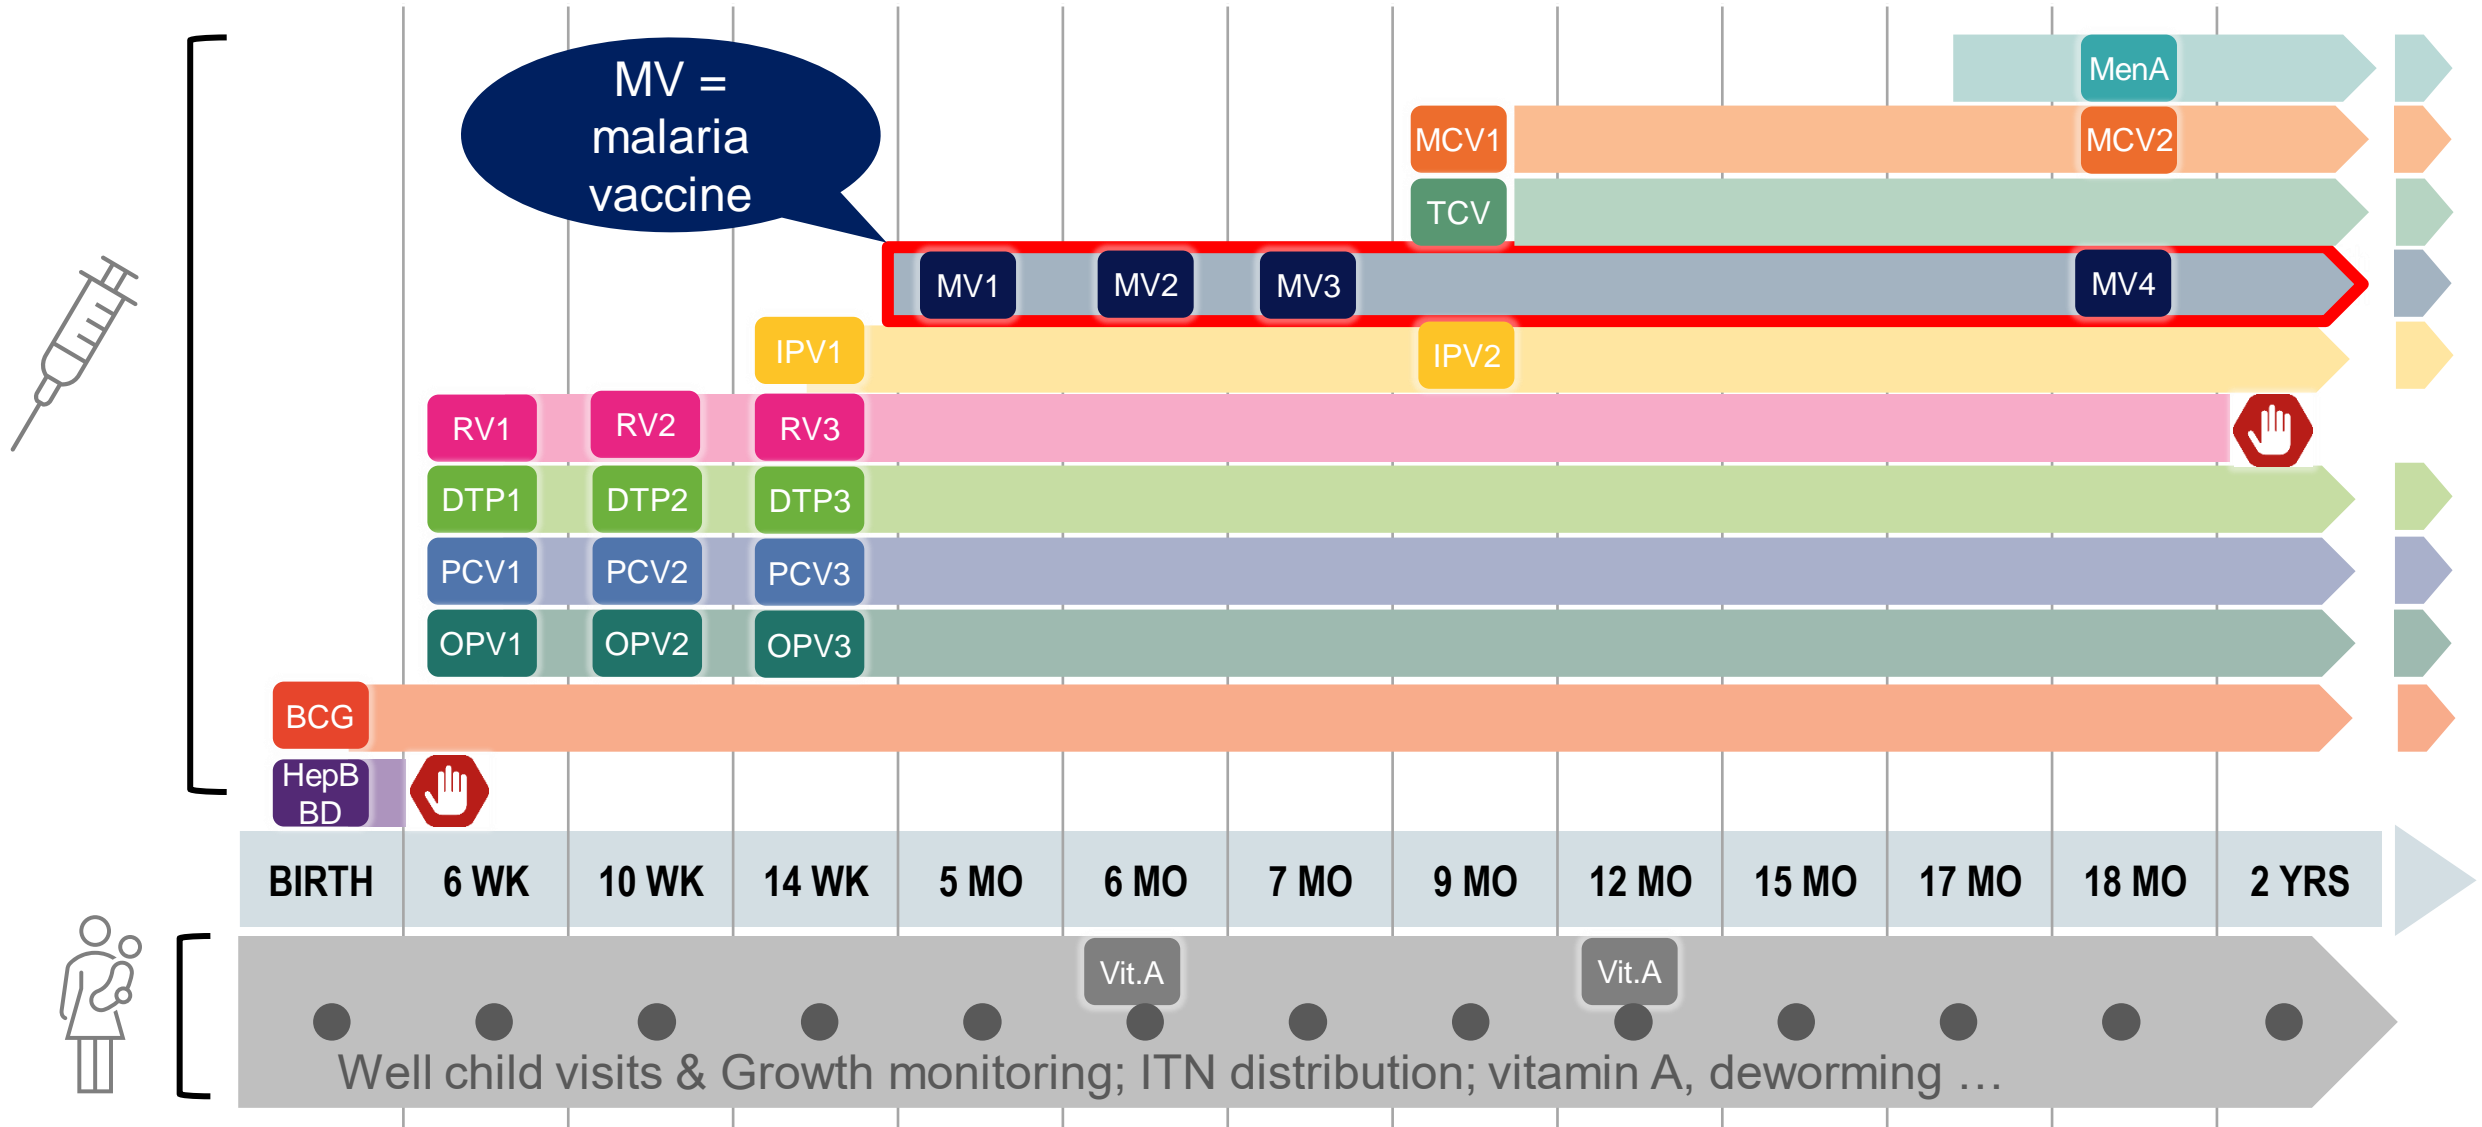 MV =
malaria
vaccine
MenA
MCV1
MCV2
TCV
MV1
MV2
MV3
MV4
IPV1
IPV2
RV1
RV2
RV3
DTP1
DTP2
DTP3
PCV1
PCV2
PCV3
OPV1
OPV2
OPV3
BCG
HepB
BD
BIRTH
6 WK
10 WK
14 WK
5 MO
6 MO
7 MO
9 MO
12 MO
15 MO
17 MO
18 MO
2 YRS
Vit.A
Vit.A
Well child visits & Growth monitoring; ITN distribution; vitamin A, deworming …